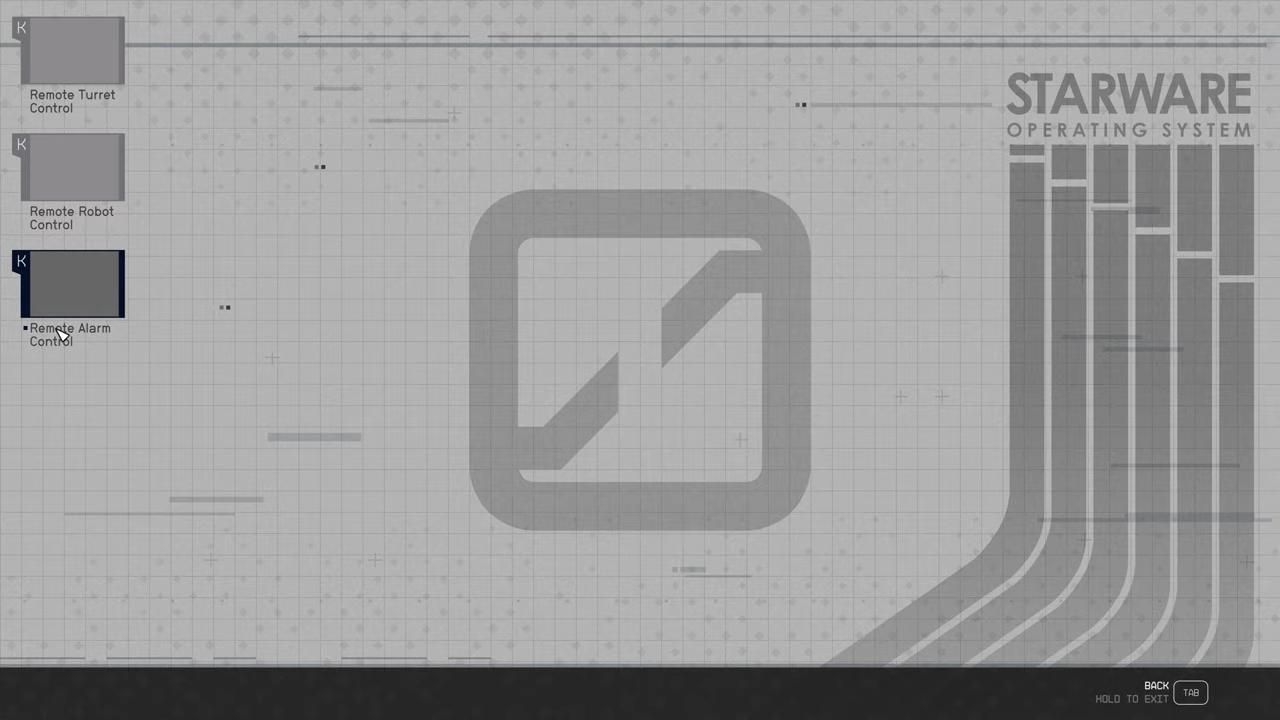 K
Remote Turret
Control
K
Remote Robot
Control
K
Remote Alarm
Control
STARWARE
OPERATING SYSTEM
BACK
HOLD TO EXIT
TAB